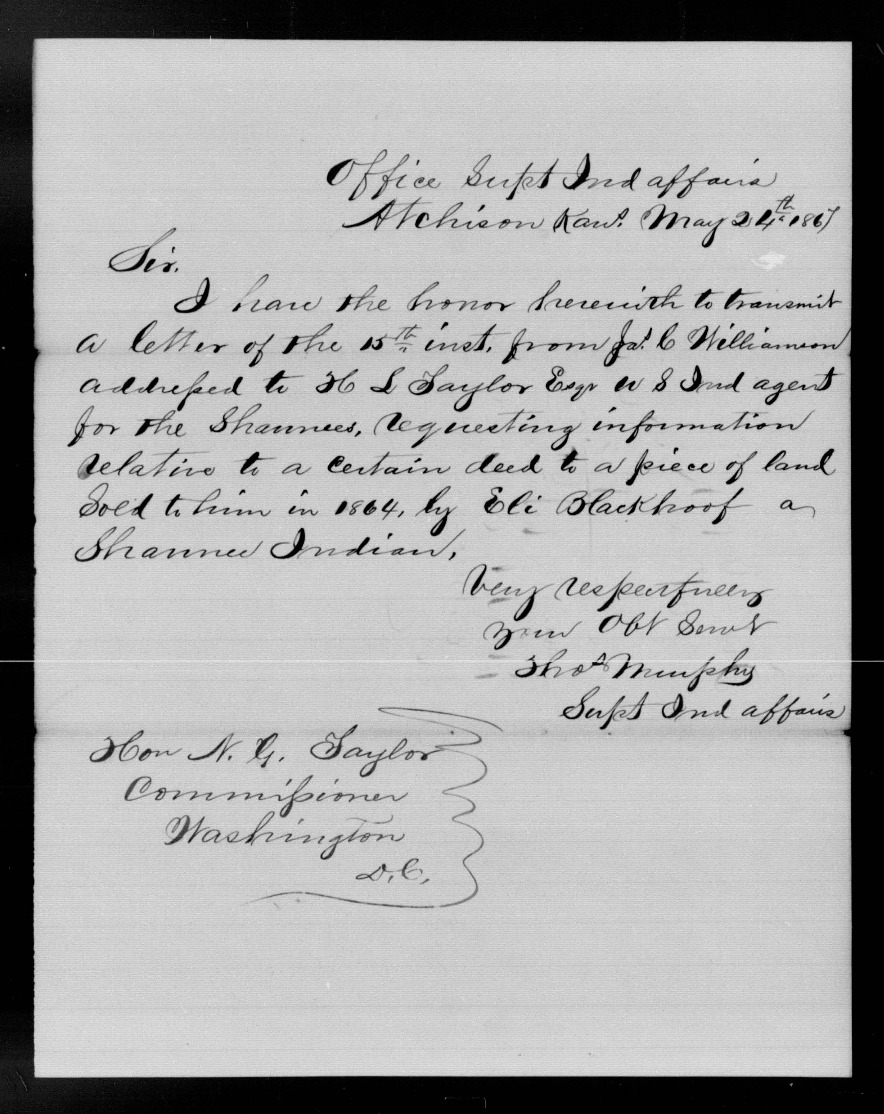 Office Supt Ind affairs
Atchison Kans. May 24th 1867
Sir.
I have the honor herewith to transmit
a letter of the 15th inst. from Jas. C Williamson
addressed to H L Taylor Esqr U S Ind agent
for the Shawnees, requesting information
relative to a certain deed to a piece of land
Sold to him in 1864, by Eli Blackhoof a
Shawnee Indian.
Very respectfully
your Obt Servt
Thos Murphy
Supt Ind affairs
Hon N. G. Taylor
Commissioner
Washington
D.C.